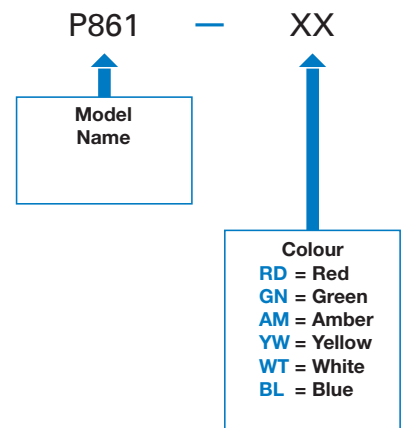 P861 — XX
Model
Name
Colour
RD = Red
GN = Green
AM = Amber
YW = Yellow
WT = White
BL = Blue